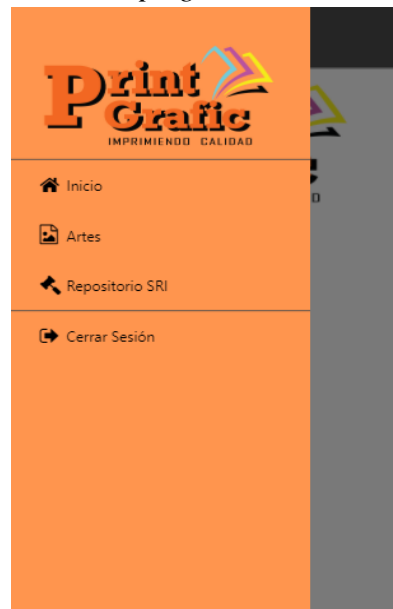 Print
Grafic
IMPRIMIENDO CALIDAD
Inicio
Artes
Repositorio SRI
Cerrar Sesión